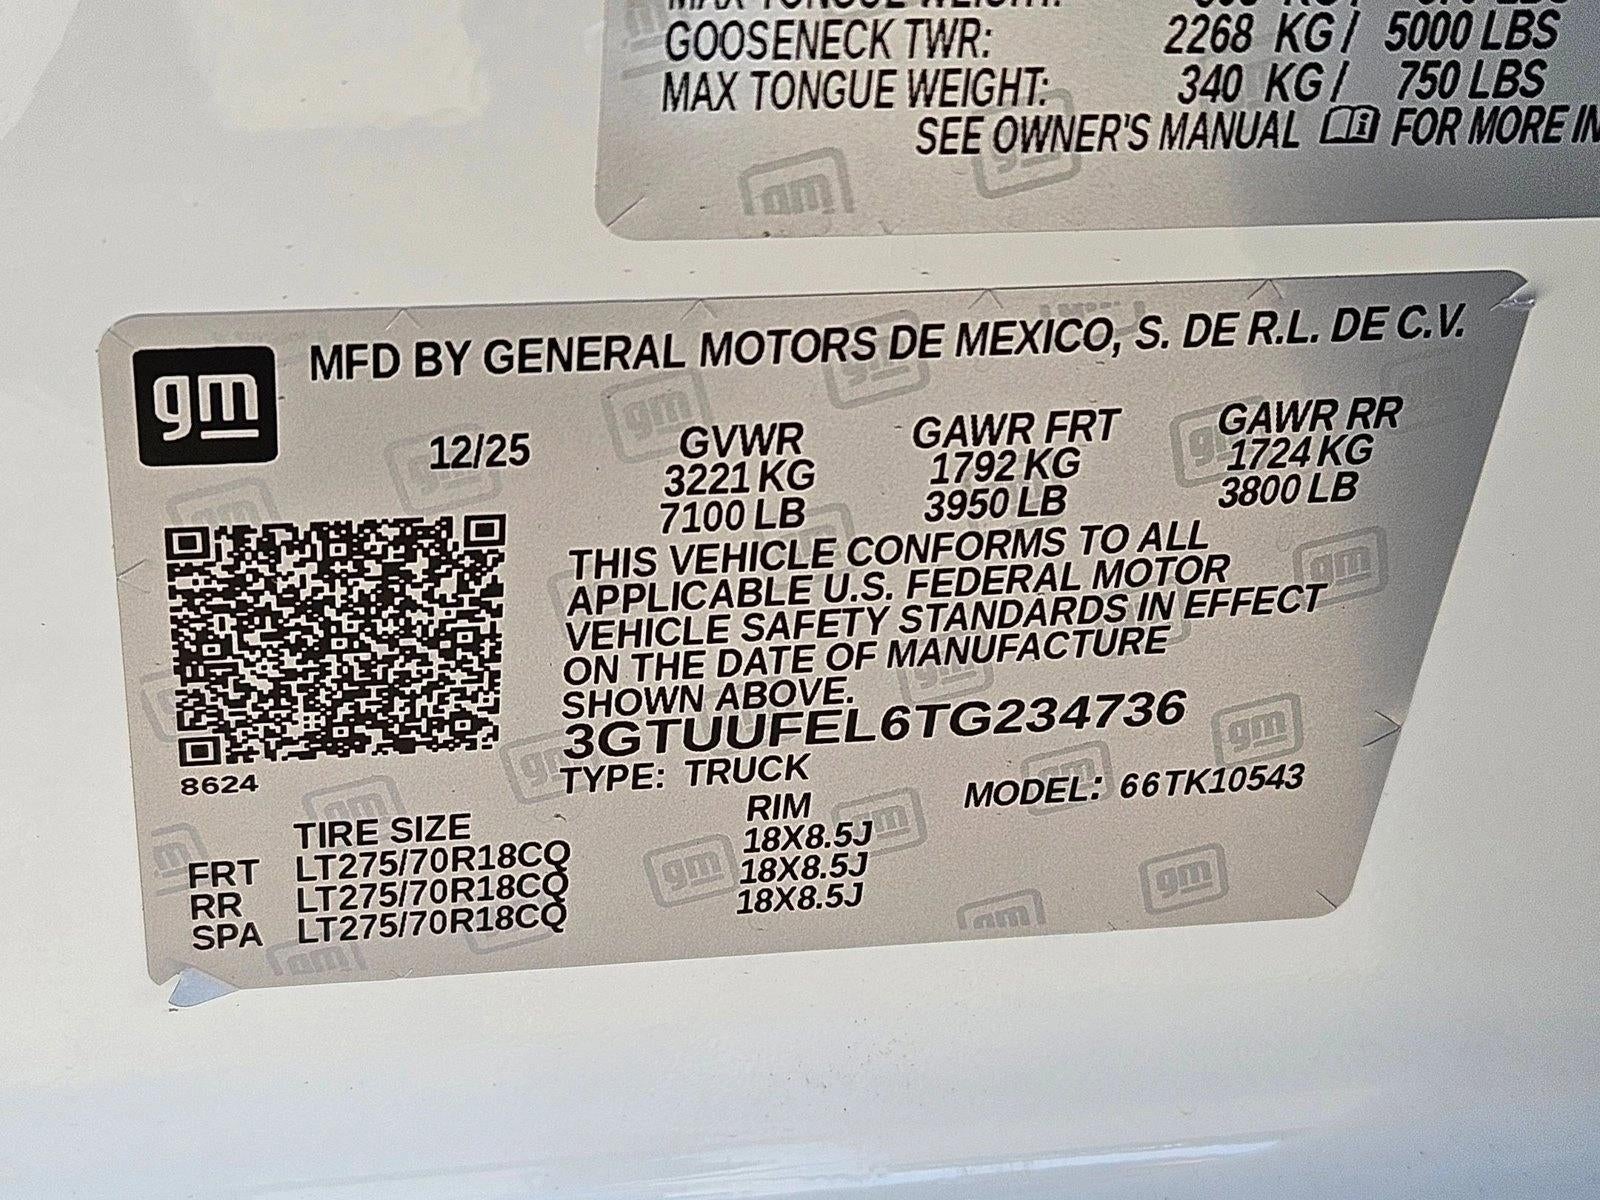 MAX TONGUE WEIGHT:
GOOSENECK TWR: 2268 KG / 5000 LBS
MAX TONGUE WEIGHT: 340 KG / 750 LBS
SEE OWNER'S MANUAL FOR MORE IN
gm MFD BY GENERAL MOTORS DE MEXICO, S. DE R.L. DE C.V.
12/25 GVWR GAWR FRT GAWR RR
3221 KG 1792 KG 1724 KG
7100 LB 3950 LB 3800 LB
THIS VEHICLE CONFORMS TO ALL
APPLICABLE U.S. FEDERAL MOTOR
VEHICLE SAFETY STANDARDS IN EFFECT
ON THE DATE OF MANUFACTURE
SHOWN ABOVE.
3GTUUFEL6TG234736
8624
TYPE: TRUCK MODEL: 66TK10543
TIRE SIZE RIM
FRT LT275/70R18CQ 18X8.5J
RR LT275/70R18CQ 18X8.5J
SPA LT275/70R18CQ 18X8.5J